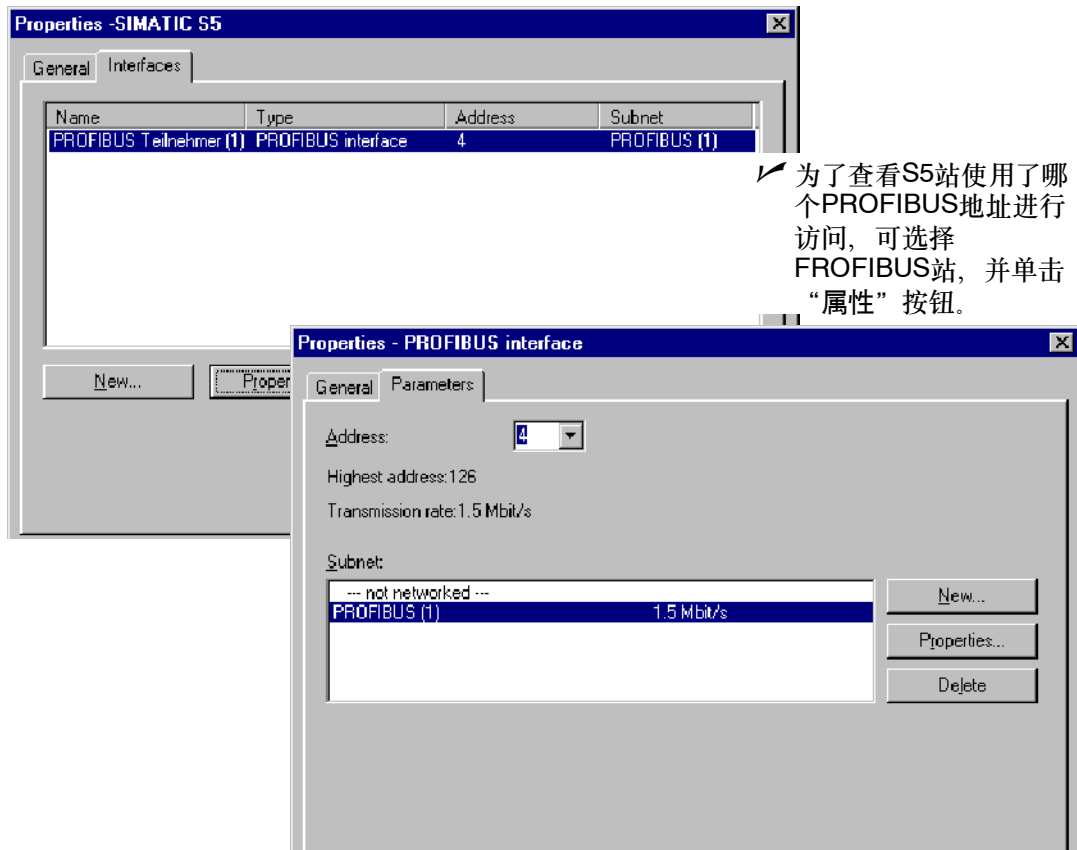 Properties -SIMATIC S5
General Interfaces
Name Type Address Subnet
PROFIBUS Teilnehmer (1) PROFIBUS interface 4 PROFIBUS (1)
为了查看S5站使用了哪
个PROFIBUS地址进行
访问，可选择
FROFIBUS站，并单击
“属性”按钮。
New... Proper
Properties - PROFIBUS interface
General Parameters
Address: 4
Highest address:126
Transmission rate:1.5 Mbit/s
Subnet:
--- not networked ---
PROFIBUS (1) 1.5 Mbit/s
New...
Properties...
Delete